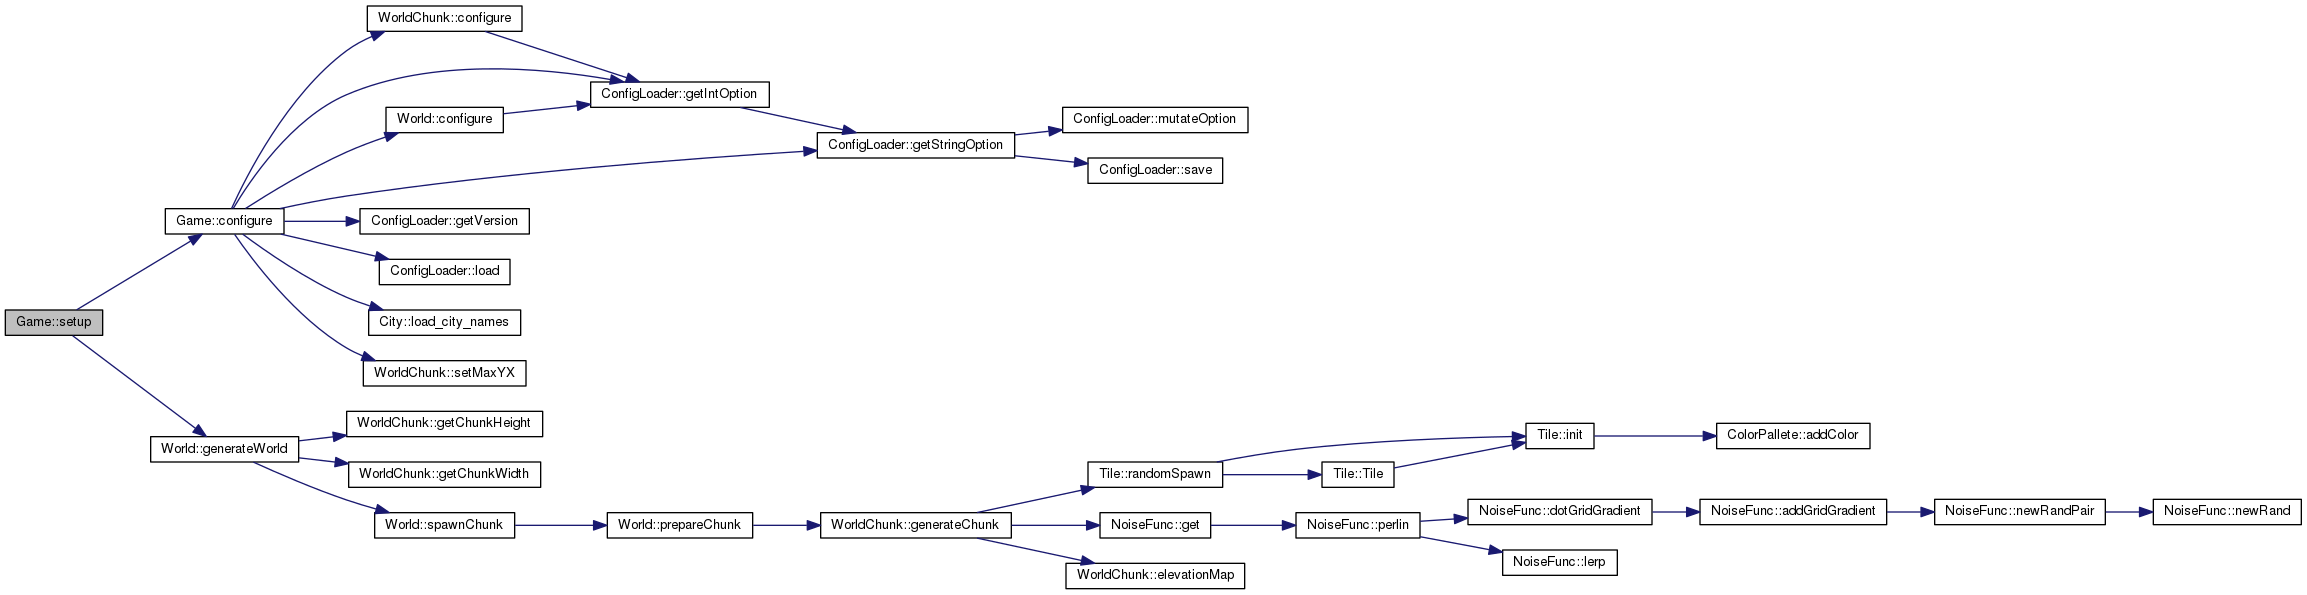 WorldChunk::configure
ConfigLoader::getIntOption
World::configure
ConfigLoader::mutateOption
ConfigLoader::getStringOption
ConfigLoader::save
Game::configure
ConfigLoader::getVersion
ConfigLoader::load
Game::setup
City::load_city_names
WorldChunk::setMaxYX
WorldChunk::getChunkHeight
World::generateWorld
WorldChunk::getChunkWidth
Tile::init
ColorPallete::addColor
Tile::randomSpawn
Tile::Tile
World::spawnChunk
World::prepareChunk
WorldChunk::generateChunk
NoiseFunc::get
NoiseFunc::perlin
NoiseFunc::dotGridGradient
NoiseFunc::addGridGradient
NoiseFunc::newRandPair
NoiseFunc::newRand
NoiseFunc::lerp
WorldChunk::elevationMap